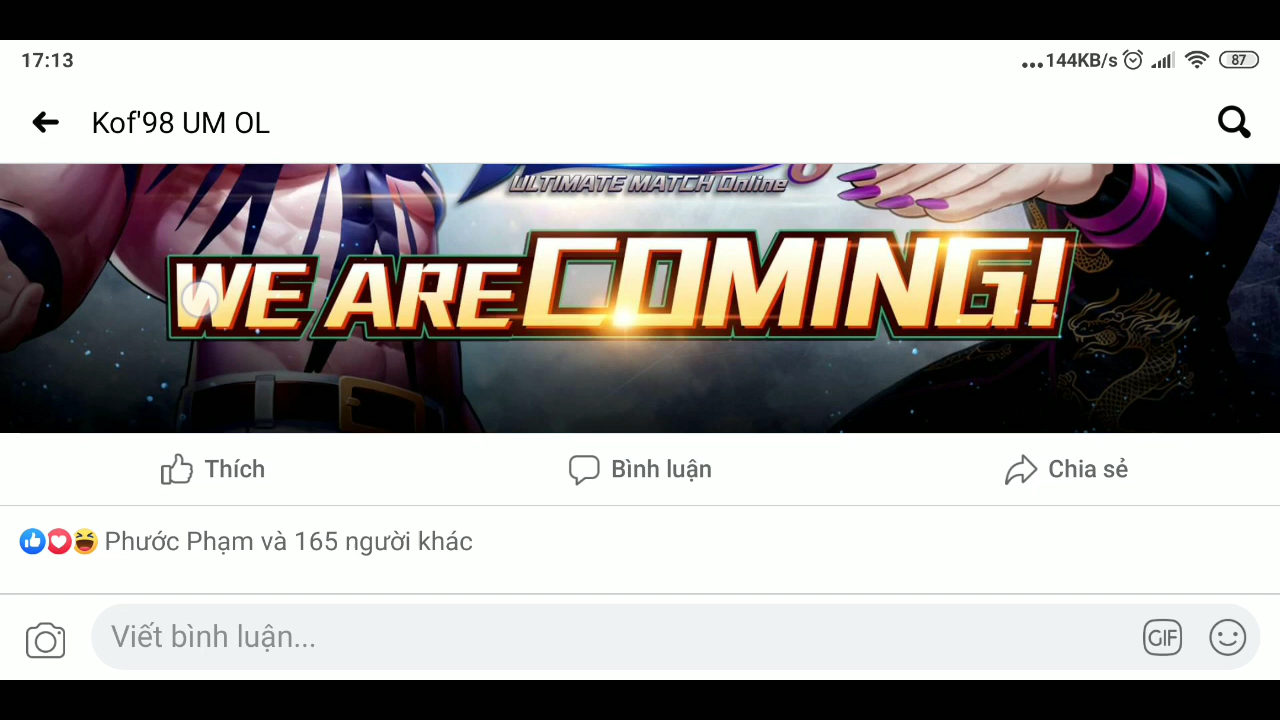 17:13
...144KB/s
87
Kof'98 UM OL
ULTIMATE MATCH Online
WE ARE COMING!
Thích
Bình luận
Chia sẻ
Phước Phạm và 165 người khác
Viết bình luận...
GIF